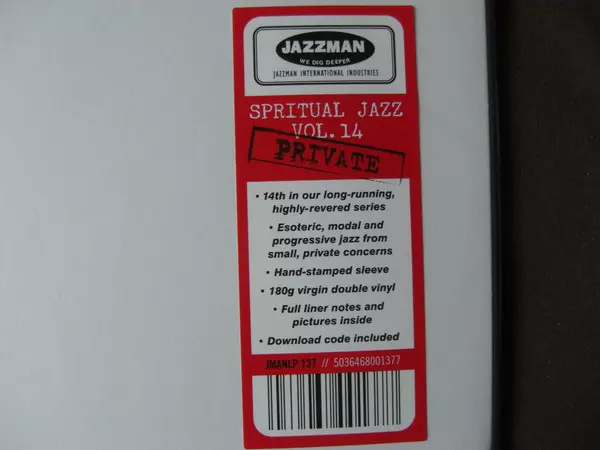 JAZZMAN
WE DIG DEEPER
JAZZMAN INTERNATIONAL INDUSTRIES
SPRITUAL JAZZ
VOL.14
PRIVATE
• 14th in our long-running,
highly-revered series
• Esoteric, modal and
progressive jazz from
small, private concerns
• Hand-stamped sleeve
• 180g virgin double vinyl
• Full liner notes and
pictures inside
• Download code included
JMANLP 137 // 5036468001377